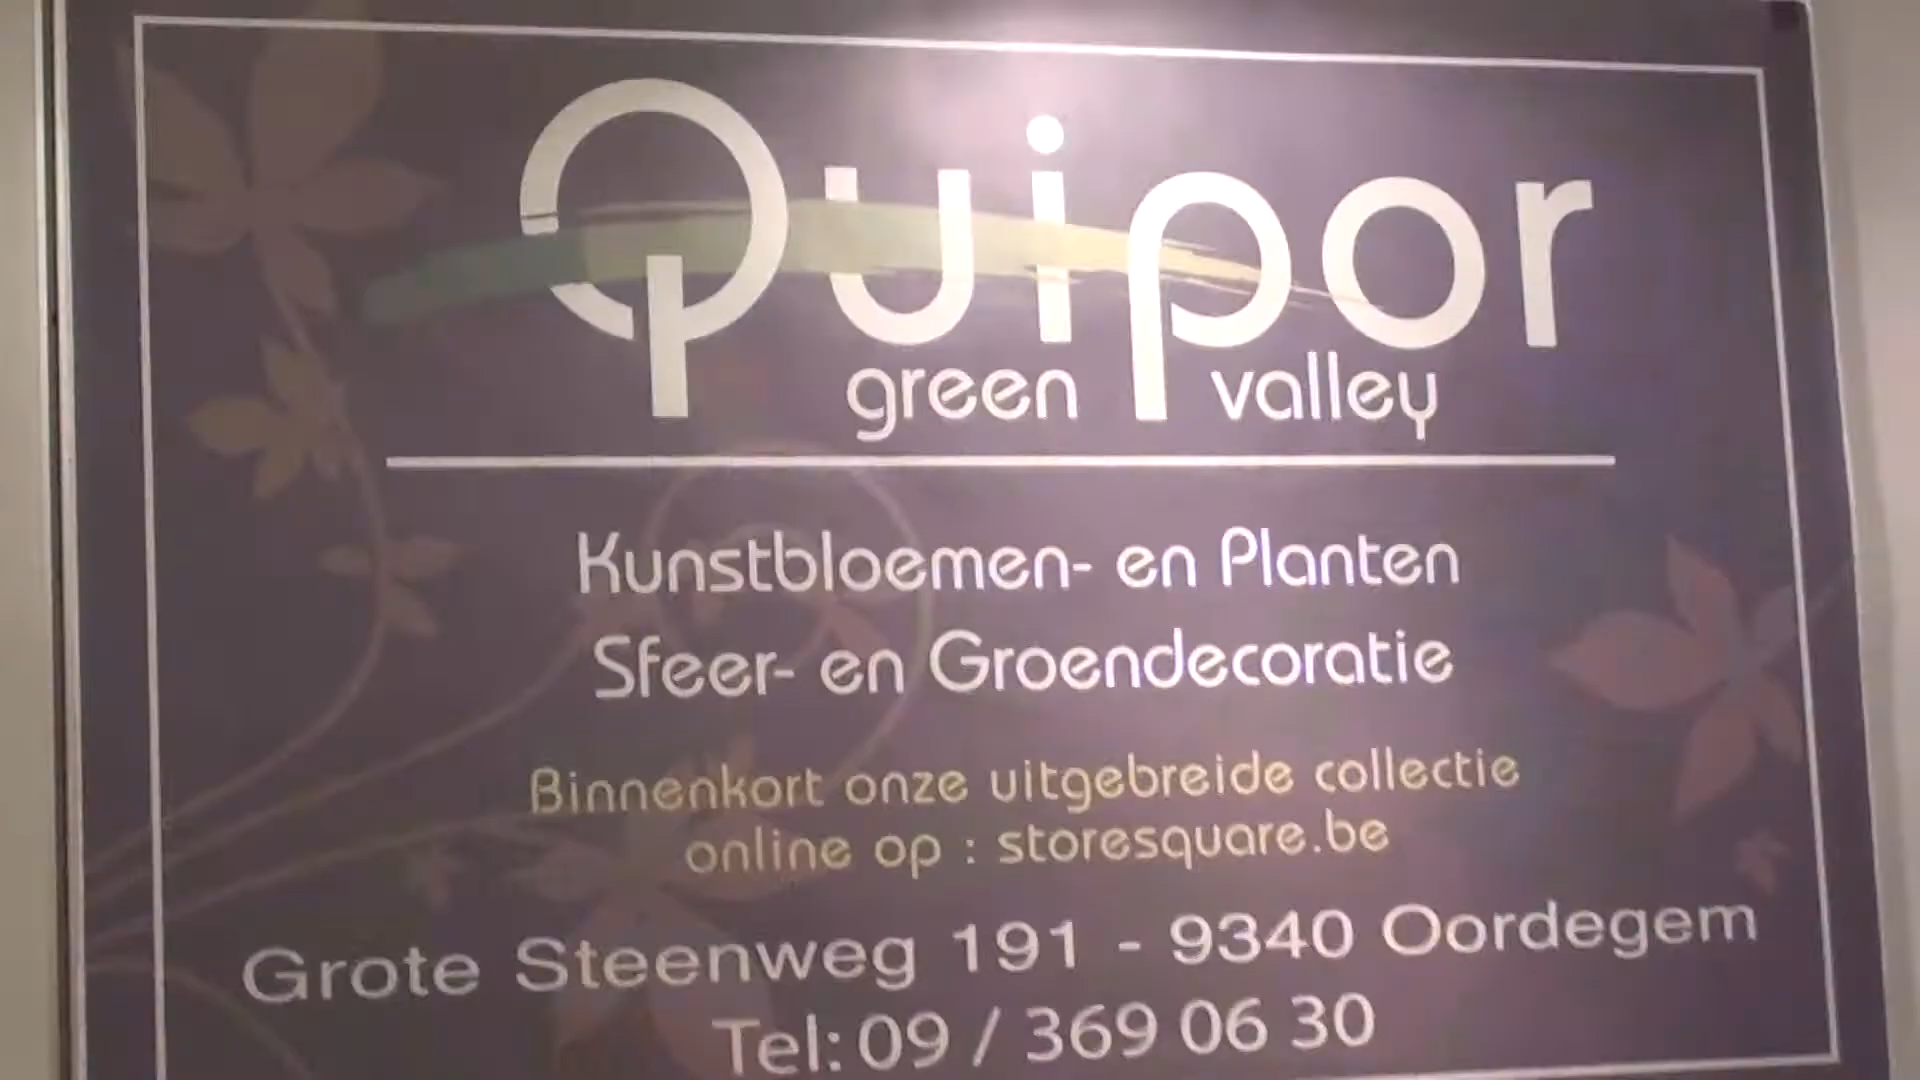 Quipor
green valley
Kunstbloemen- en Planten
Sfeer- en Groendecoratie
Binnenkort onze uitgebreide collectie
online op : storesquare.be
Grote Steenweg 191 - 9340 Oordegem
Tel: 09 / 369 06 30